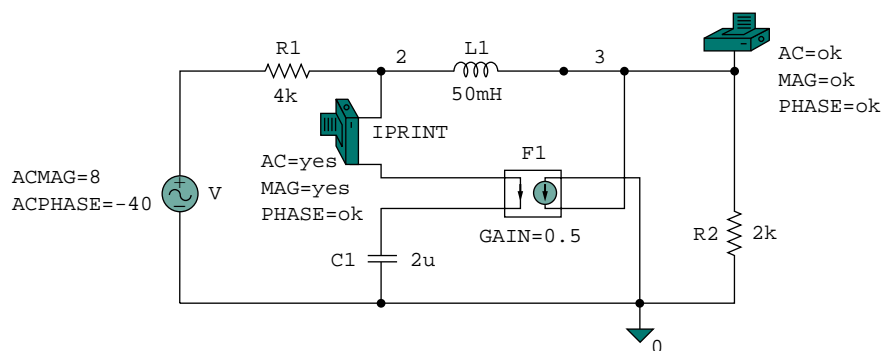 R1
4k
2
L1
50mH
3
AC=ok
MAG=ok
PHASE=ok
IPRINT
AC=yes
MAG=yes
PHASE=ok
F1
GAIN=0.5
ACMAG=8
ACPHASE=-40
V
R2
2k
C1
2u
0